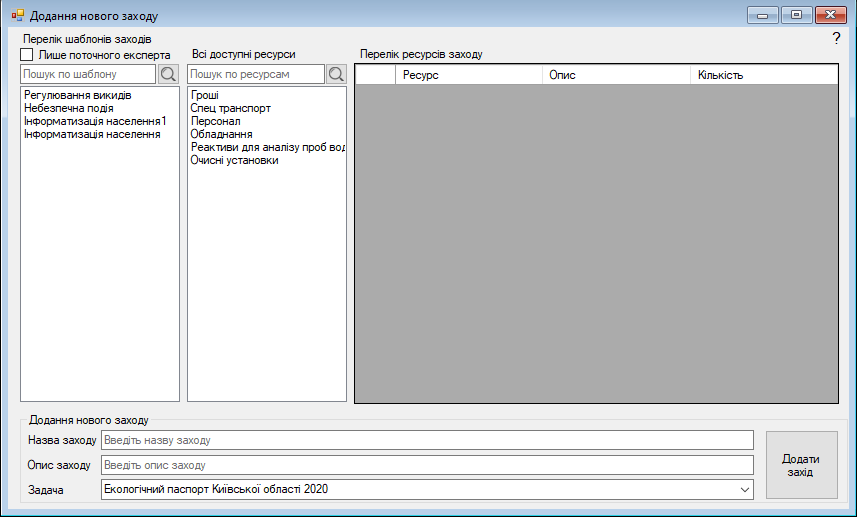 Додання нового заходу
?
Перелік шаблонів заходів
Лише поточного експерта
Пошук по шаблону
Регулювання викидів
Небезпечна подія
Інформатизація населення1
Інформатизація населення
Всі доступні ресурси
Пошук по ресурсам
Гроші
Спец транспорт
Персонал
Обладнання
Реактиви для аналізу проб вод
Очисні установки
Перелік ресурсів заходу
Ресурс Опис Кількість
Додання нового заходу
Назва заходу Введіть назву заходу
Опис заходу Введіть опис заходу
Задача Екологічний паспорт Київської області 2020
Додати
захід